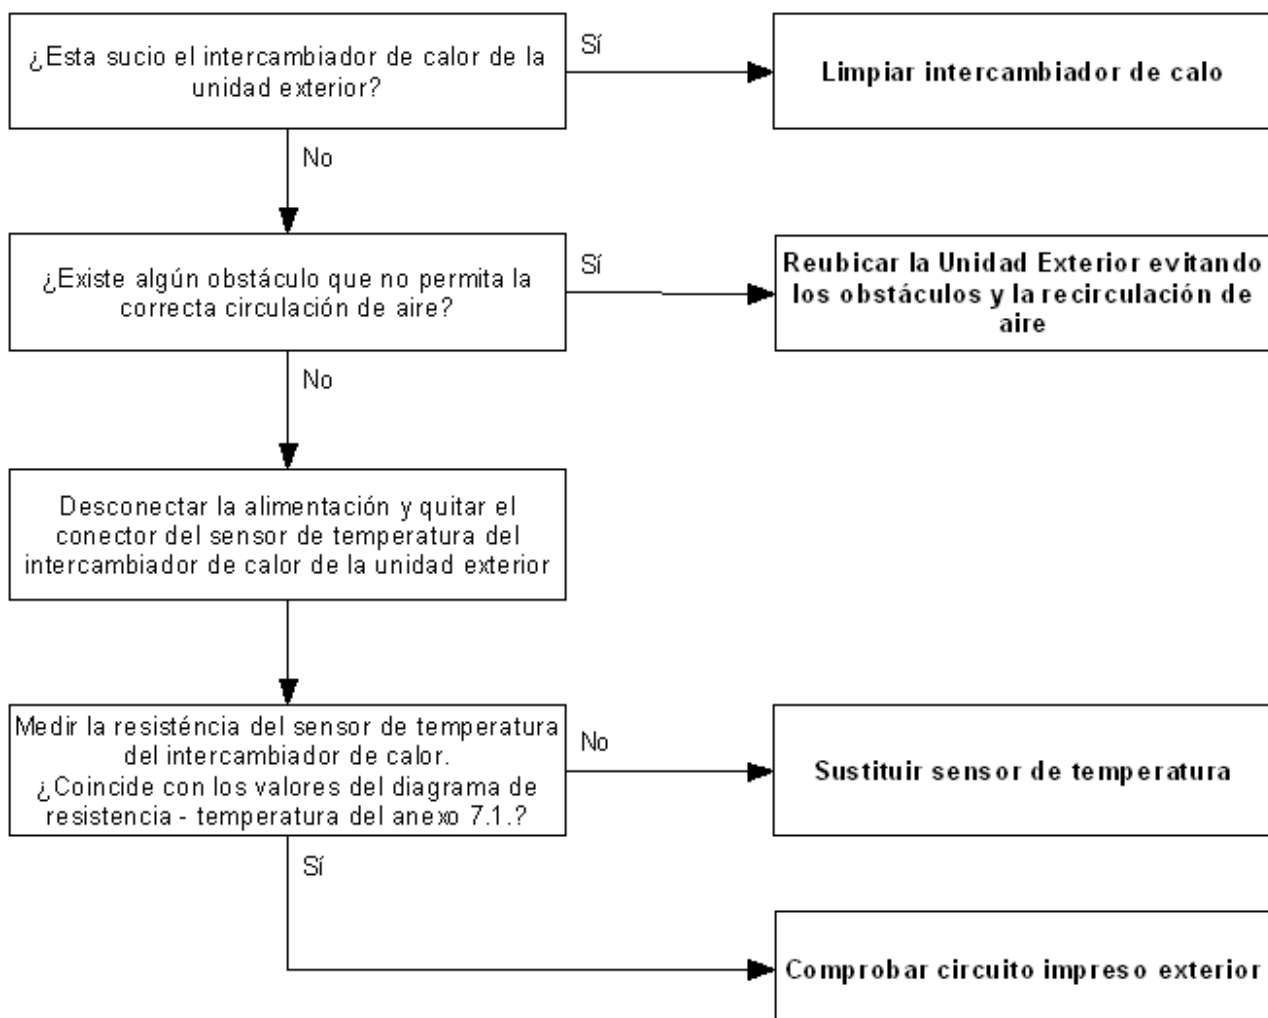 ¿Esta sucio el intercambiador de calor de la
unidad exterior?
Sí
Limpiar intercambiador de calo
No
¿Existe algún obstáculo que no permita la
correcta circulación de aire?
Sí
Reubicar la Unidad Exterior evitando
los obstáculos y la recirculación de
aire
No
Desconectar la alimentación y quitar el
conector del sensor de temperatura del
intercambiador de calor de la unidad exterior
Medir la resisténcia del sensor de temperatura
del intercambiador de calor.
¿Coincide con los valores del diagrama de
resistencia - temperatura del anexo 7.1.?
No
Sustituir sensor de temperatura
Sí
Comprobar circuito impreso exterior